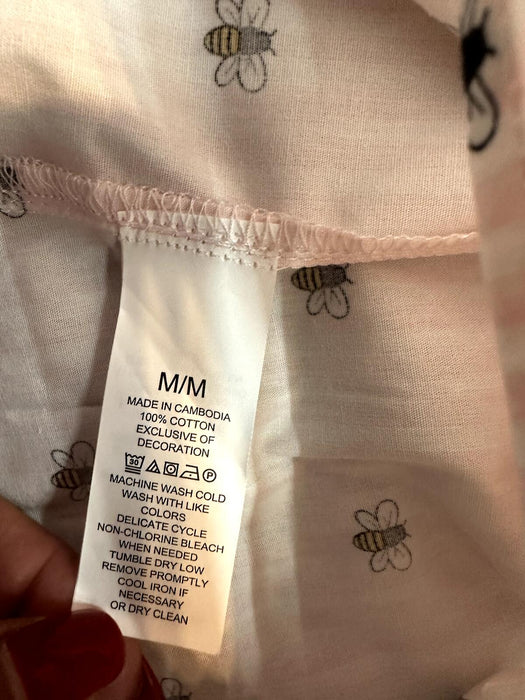 M/M
MADE IN CAMBODIA
100% COTTON
EXCLUSIVE OF
DECORATION
30 P
MACHINE WASH COLD
WASH WITH LIKE
COLORS
DELICATE CYCLE
NON-CHLORINE BLEACH
WHEN NEEDED
TUMBLE DRY LOW
REMOVE PROMPTLY
COOL IRON IF
NECESSARY
OR DRY CLEAN